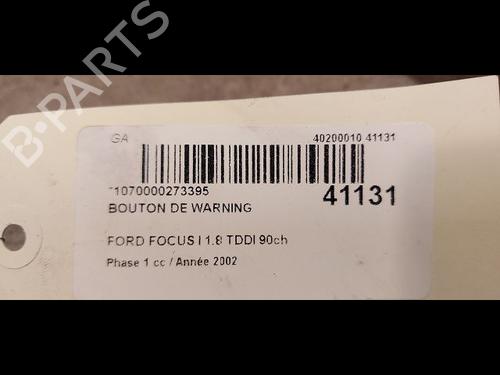 GA 40200010 41131
*1070000273395 41131
BOUTON DE WARNING
FORD FOCUS I 1.8 TDDI 90ch
Phase 1 cc / Année 2002
B-PARTS